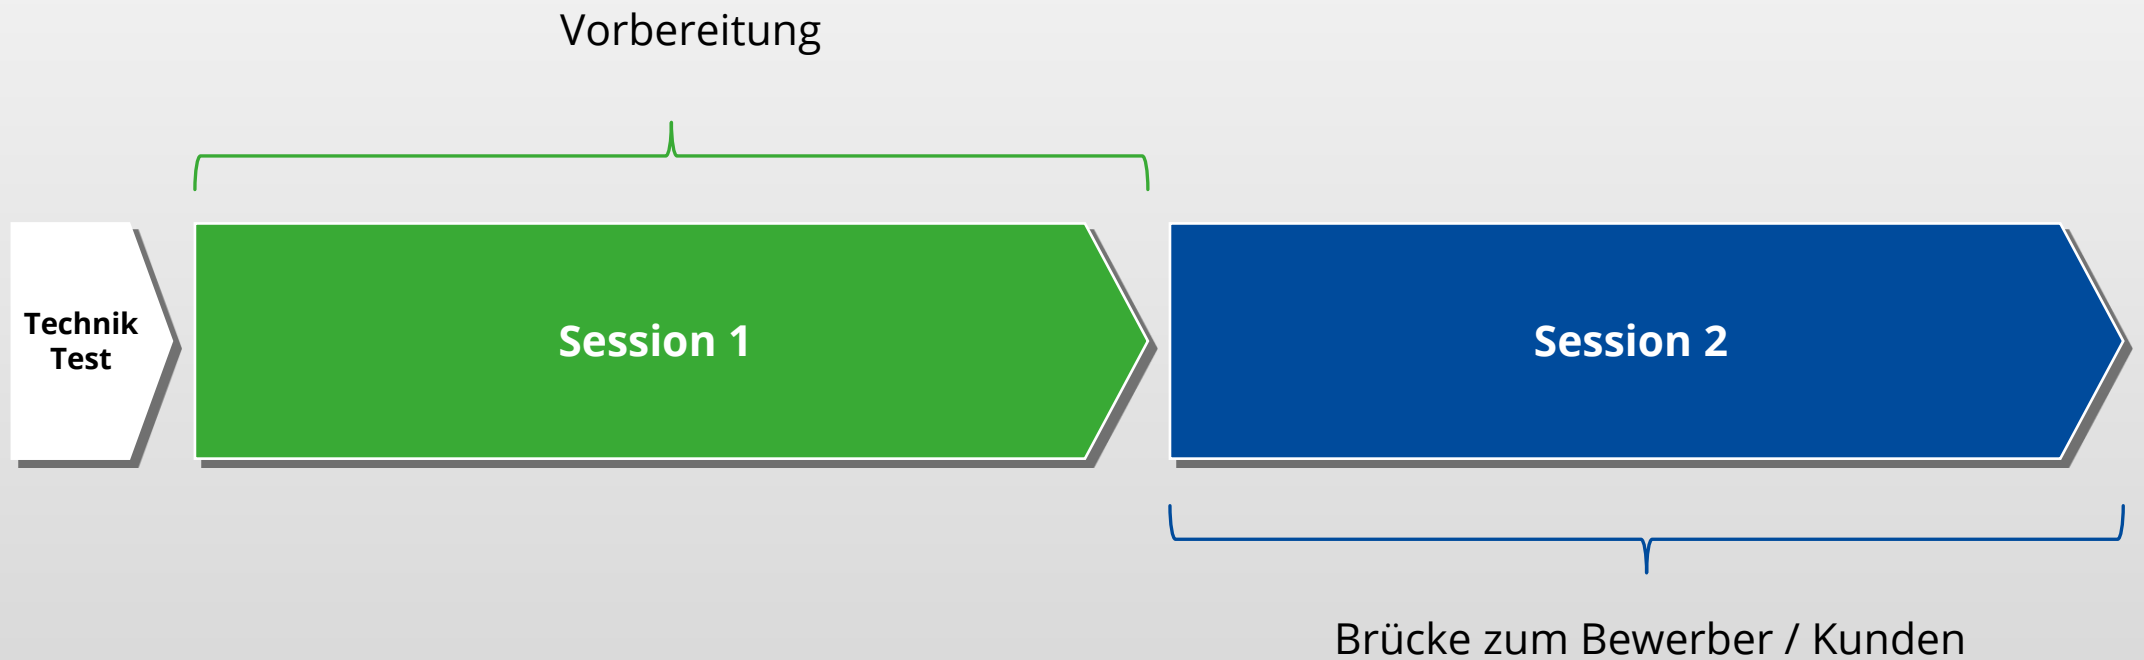 Vorbereitung
Technik
Test
Session 1
Session 2
Brücke zum Bewerber / Kunden